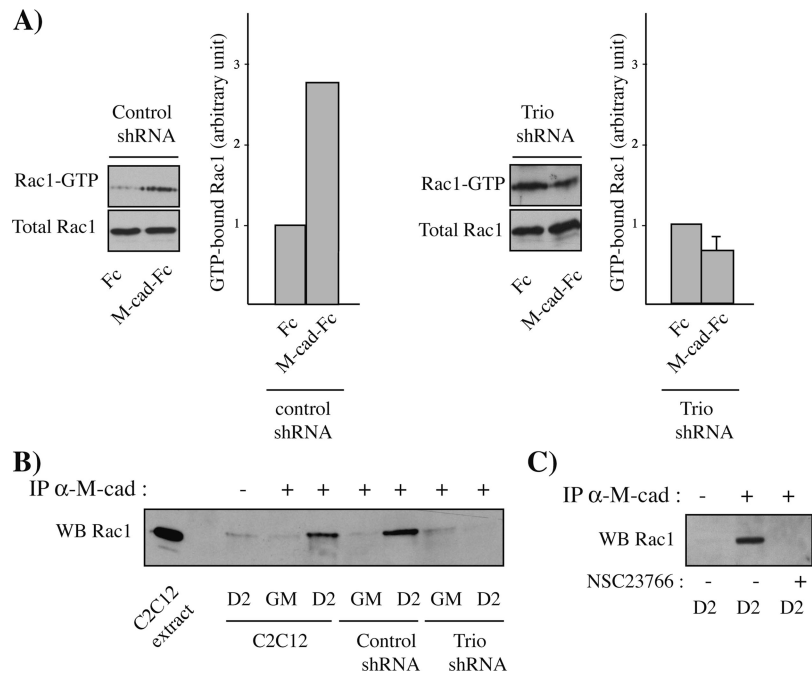 A)
Control
shRNA
Rac1-GTP
Total Rac1
Fc
M-cad-Fc
GTP-bound Rac1 (arbitrary unit)
3
2
1
Fc
M-cad-Fc
control
shRNA
Trio
shRNA
Rac1-GTP
Total Rac1
Fc
M-cad-Fc
GTP-bound Rac1 (arbitrary unit)
3
2
1
Fc
M-cad-Fc
Trio
shRNA
B)
IP α-M-cad : - + + + + + +
WB Rac1
C2C12
extract
D2 GM D2 GM D2 GM D2
C2C12
Control
shRNA
Trio
shRNA
C)
IP α-M-cad : - + +
WB Rac1
NSC23766 : - - +
D2 D2 D2